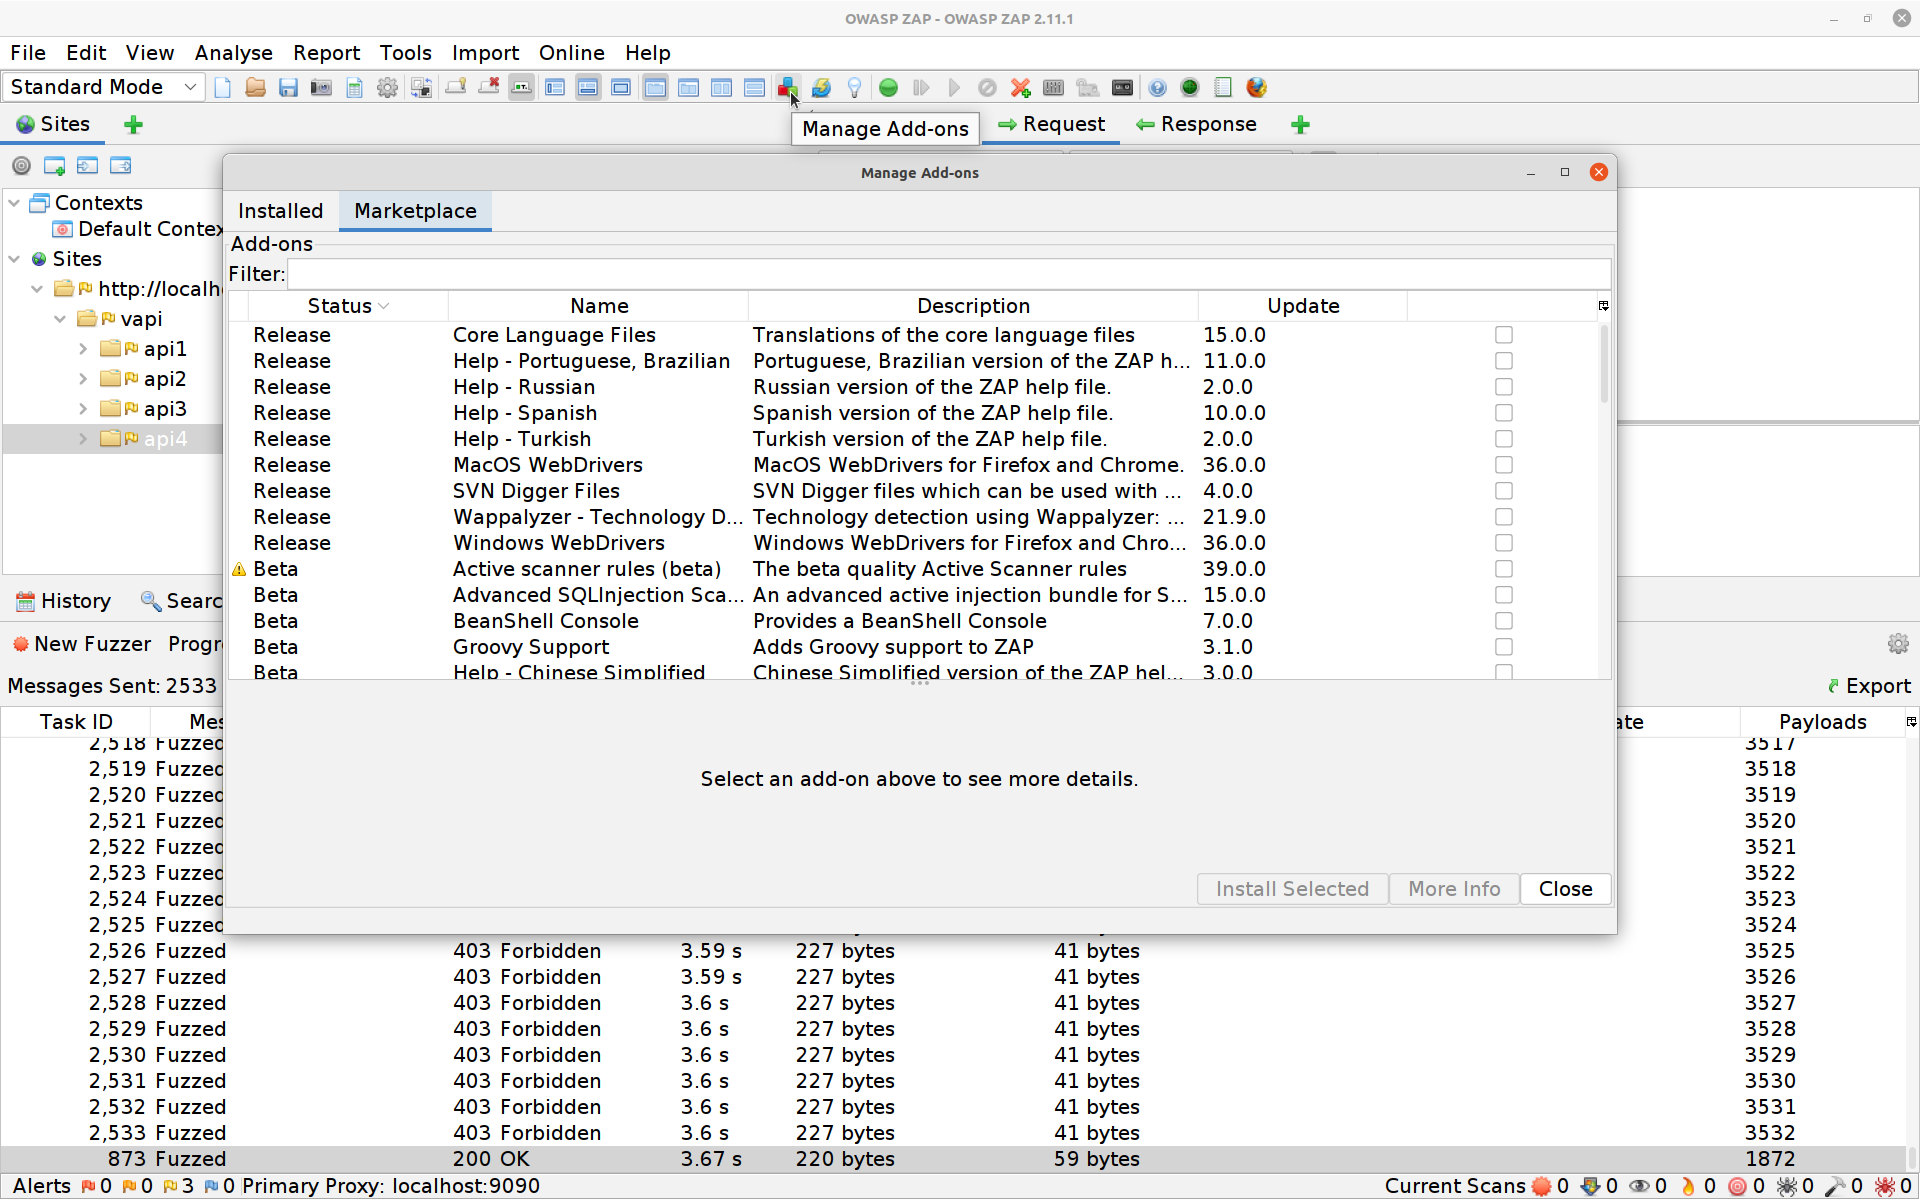 OWASP ZAP - OWASP ZAP 2.11.1
File Edit View Analyse Report Tools Import Online Help
Standard Mode
Sites
Manage Add-ons
Request Response
Manage Add-ons
Installed Marketplace
Contexts
Default Contex
Sites
http://localh
vapi
api1
api2
api3
api4
Add-ons
Filter:
Status Name Description Update
Release Core Language Files Translations of the core language files 15.0.0
Release Help - Portuguese, Brazilian Portuguese, Brazilian version of the ZAP h... 11.0.0
Release Help - Russian Russian version of the ZAP help file. 2.0.0
Release Help - Spanish Spanish version of the ZAP help file. 10.0.0
Release Help - Turkish Turkish version of the ZAP help file. 2.0.0
Release MacOS WebDrivers MacOS WebDrivers for Firefox and Chrome. 36.0.0
Release SVN Digger Files SVN Digger files which can be used with ... 4.0.0
Release Wappalyzer - Technology D... Technology detection using Wappalyzer: ... 21.9.0
Release Windows WebDrivers Windows WebDrivers for Firefox and Chro... 36.0.0
Beta Active scanner rules (beta) The beta quality Active Scanner rules 39.0.0
Beta Advanced SQLInjection Sca... An advanced active injection bundle for S... 15.0.0
Beta BeanShell Console Provides a BeanShell Console 7.0.0
Beta Groovy Support Adds Groovy support to ZAP 3.1.0
Beta Help - Chinese Simplified Chinese Simplified version of the ZAP hel... 3.0.0
Select an add-on above to see more details.
Install Selected More Info Close
History Searc
New Fuzzer Progr
Messages Sent: 2533 Export
Task ID Mes ate Payloads
2,518 Fuzzed 3517
2,519 Fuzzed 3518
2,520 Fuzzed 3519
2,521 Fuzzed 3520
2,522 Fuzzed 3521
2,523 Fuzzed 3522
2,524 Fuzzed 3523
2,525 Fuzzed 3524
2,526 Fuzzed 403 Forbidden 3.59 s 227 bytes 41 bytes 3525
2,527 Fuzzed 403 Forbidden 3.59 s 227 bytes 41 bytes 3526
2,528 Fuzzed 403 Forbidden 3.6 s 227 bytes 41 bytes 3527
2,529 Fuzzed 403 Forbidden 3.6 s 227 bytes 41 bytes 3528
2,530 Fuzzed 403 Forbidden 3.6 s 227 bytes 41 bytes 3529
2,531 Fuzzed 403 Forbidden 3.6 s 227 bytes 41 bytes 3530
2,532 Fuzzed 403 Forbidden 3.6 s 227 bytes 41 bytes 3531
2,533 Fuzzed 403 Forbidden 3.6 s 227 bytes 41 bytes 3532
873 Fuzzed 200 OK 3.67 s 220 bytes 59 bytes 1872
Alerts 0 0 3 0 Primary Proxy: localhost:9090 Current Scans 0 0 0 0 0 0 0 0